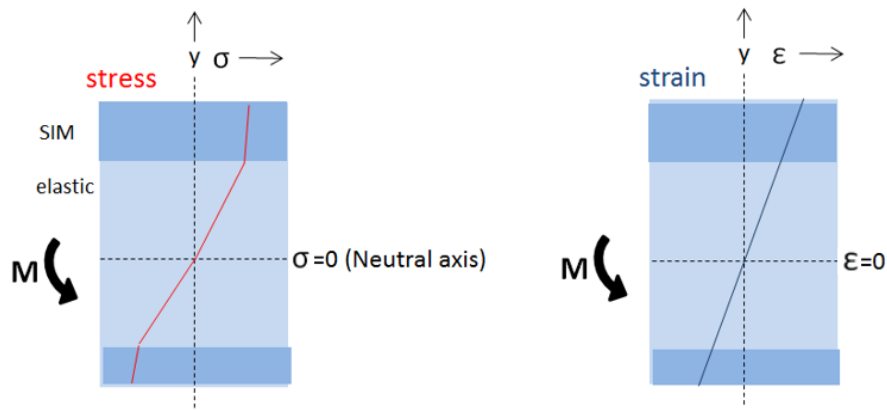 y σ
stress
SIM
elastic
M
σ=0 (Neutral axis)
y ε
strain
M
ε=0